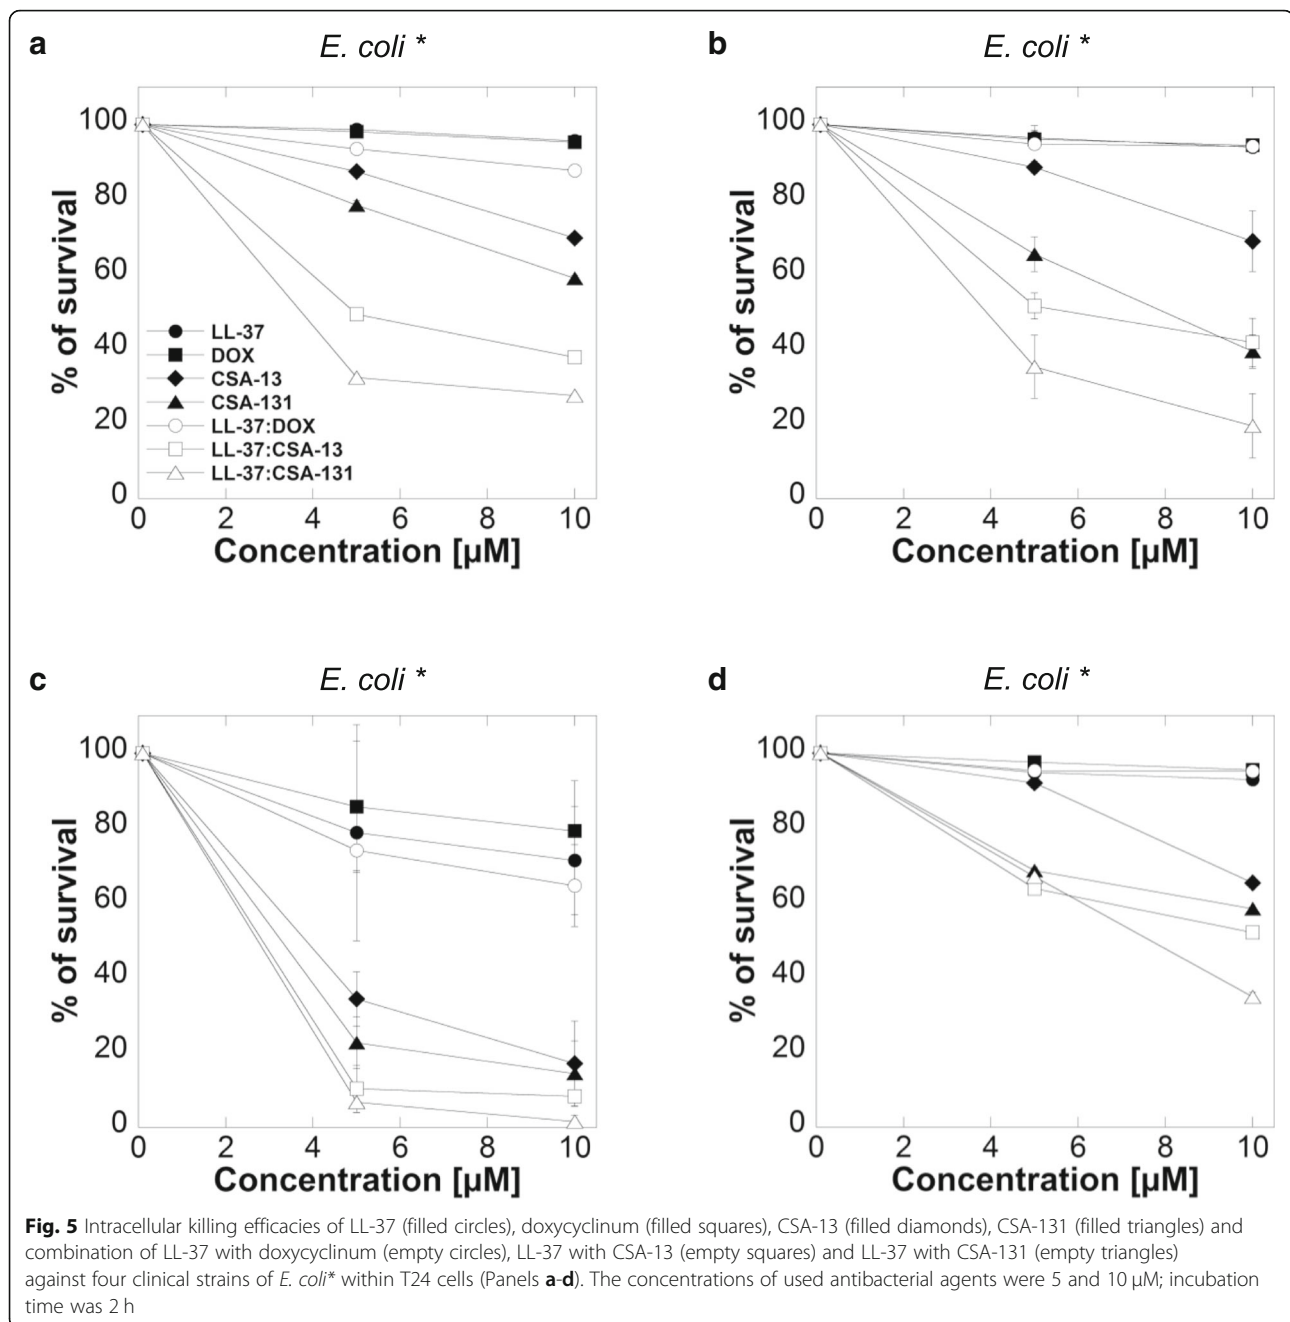 a
E. coli *
% of survival
100
80
60
40
20
0
LL-37
DOX
CSA-13
CSA-131
LL-37:DOX
LL-37:CSA-13
LL-37:CSA-131
0 2 4 6 8 10
Concentration [µM]
b
E. coli *
% of survival
100
80
60
40
20
0
0 2 4 6 8 10
Concentration [µM]
c
E. coli *
% of survival
100
80
60
40
20
0
0 2 4 6 8 10
Concentration [µM]
d
E. coli *
% of survival
100
80
60
40
20
0
0 2 4 6 8 10
Concentration [µM]
Fig. 5 Intracellular killing efficacies of LL-37 (filled circles), doxycyclinum (filled squares), CSA-13 (filled diamonds), CSA-131 (filled triangles) and
combination of LL-37 with doxycyclinum (empty circles), LL-37 with CSA-13 (empty squares) and LL-37 with CSA-131 (empty triangles)
against four clinical strains of E. coli* within T24 cells (Panels a-d). The concentrations of used antibacterial agents were 5 and 10 µM; incubation
time was 2 h